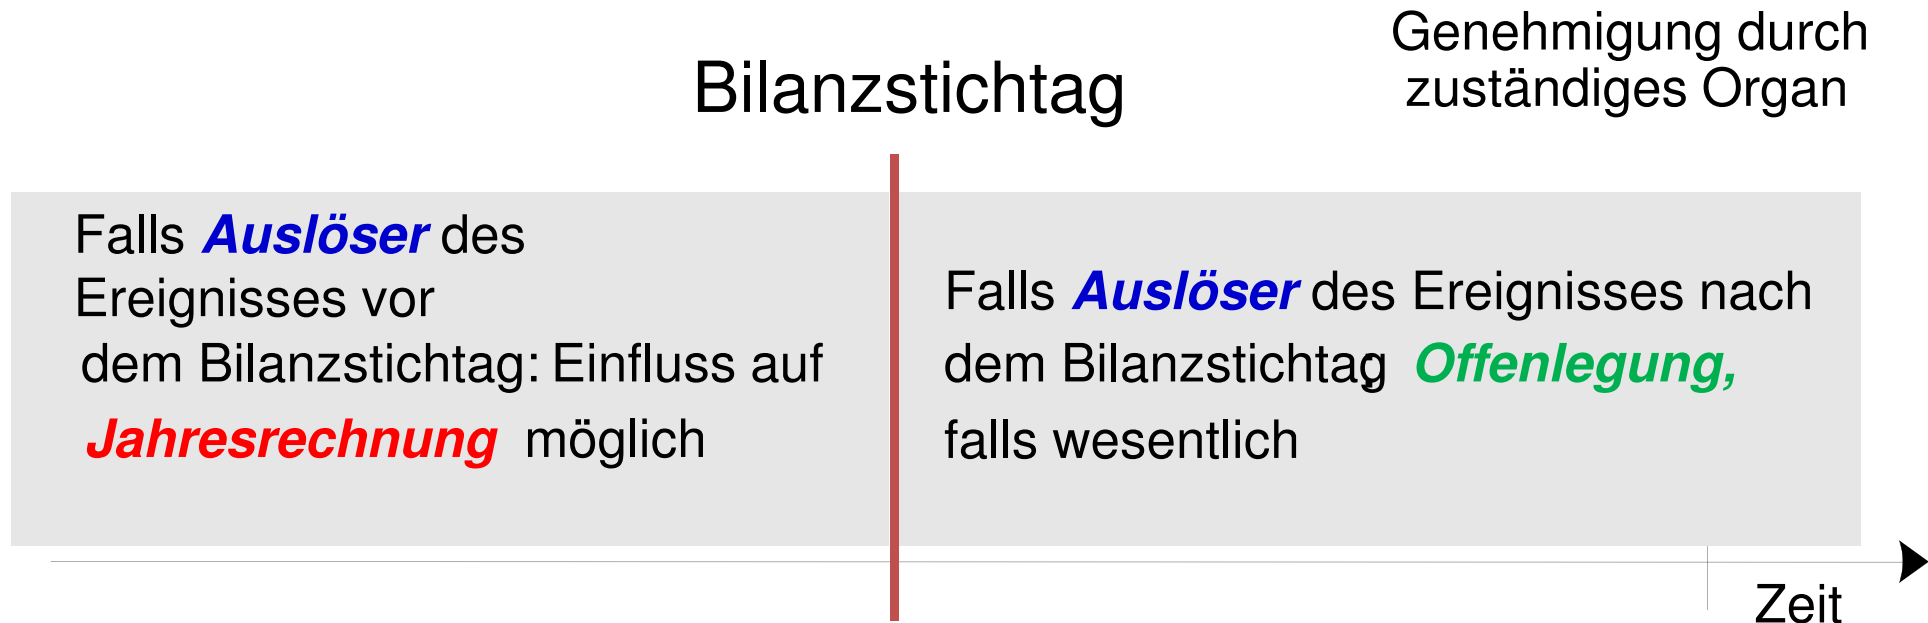 Genehmigung durch
zuständiges Organ
Bilanzstichtag
Falls Auslöser des
Ereignisses vor
dem Bilanzstichtag: Einfluss auf
Jahresrechnung möglich
Falls Auslöser des Ereignisses nach
dem Bilanzstichtag: Offenlegung,
falls wesentlich
Zeit